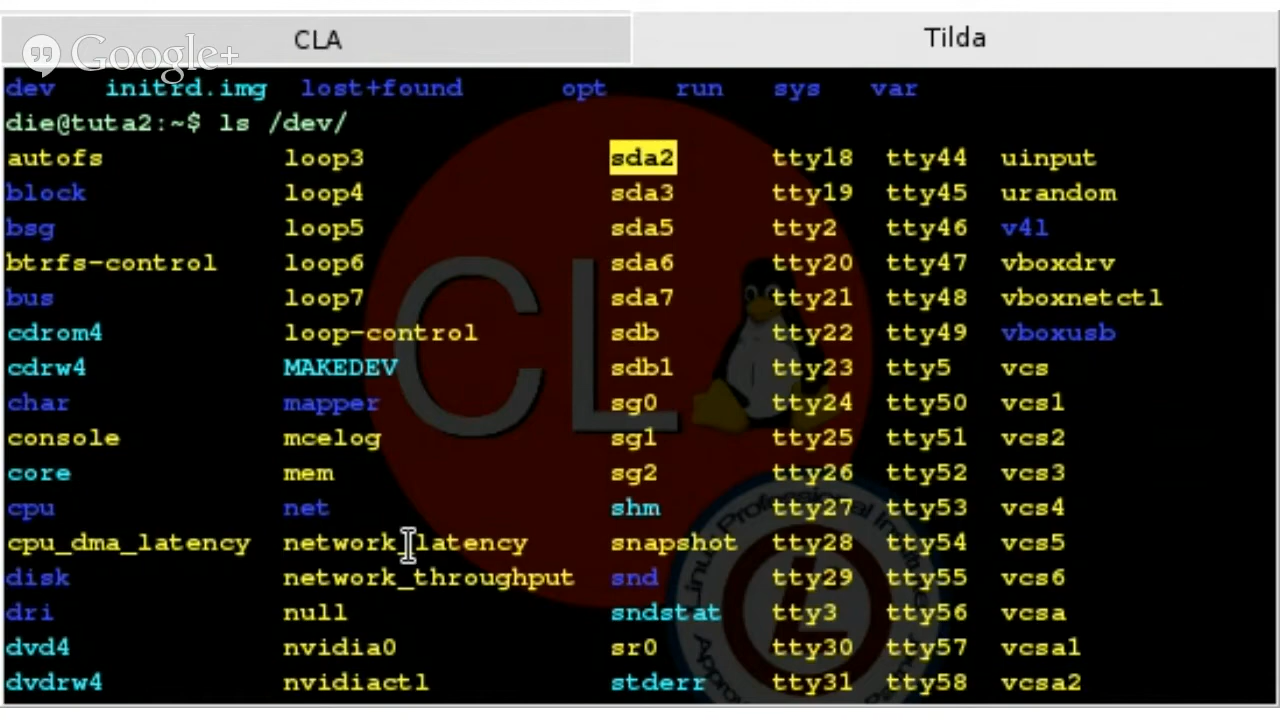 Google+
CLA Tilda
dev initrd.img lost+found opt run sys var
die@tuta2:~$ ls /dev/
autofs loop3 sda2 tty18 tty44 uinput
block loop4 sda3 tty19 tty45 urandom
bsg loop5 sda5 tty2 tty46 v4l
btrfs-control loop6 sda6 tty20 tty47 vboxdrv
bus loop7 sda7 tty21 tty48 vboxnetctl
cdrom4 loop-control sdb tty22 tty49 vboxusb
cdrw4 MAKEDEV sdb1 tty23 tty5 vcs
char mapper sg0 tty24 tty50 vcs1
console mcelog sg1 tty25 tty51 vcs2
core mem sg2 tty26 tty52 vcs3
cpu net shm tty27 tty53 vcs4
cpu_dma_latency network_latency snapshot tty28 tty54 vcs5
disk network_throughput snd tty29 tty55 vcs6
dri null sndstat tty3 tty56 vcsa
dvd4 nvidia0 sr0 tty30 tty57 vcsa1
dvdrw4 nvidiactl stderr tty31 tty58 vcsa2
CL
Linux Professional